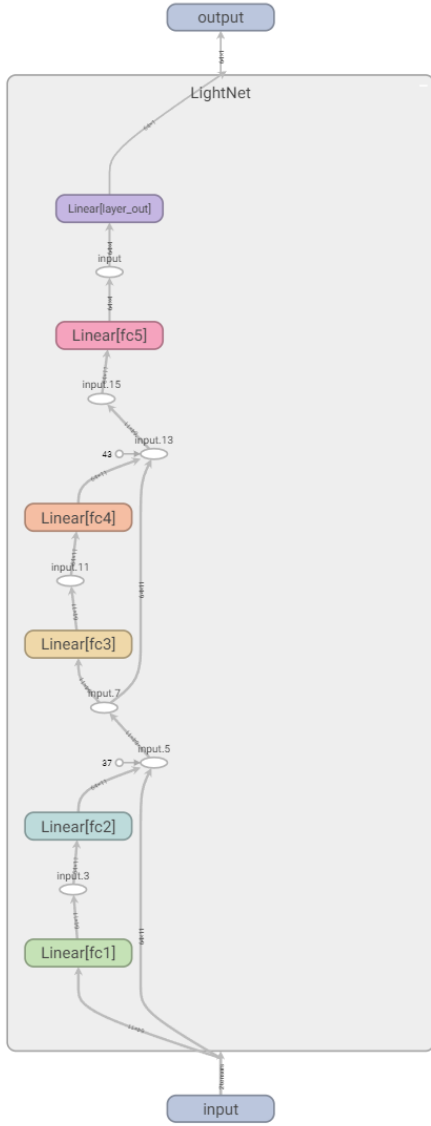 output
LightNet
Linear[layer_out]
input
Linear[fc5]
input.15
input.13
43
Linear[fc4]
input.11
Linear[fc3]
input.7
input.5
37
Linear[fc2]
input.3
Linear[fc1]
input